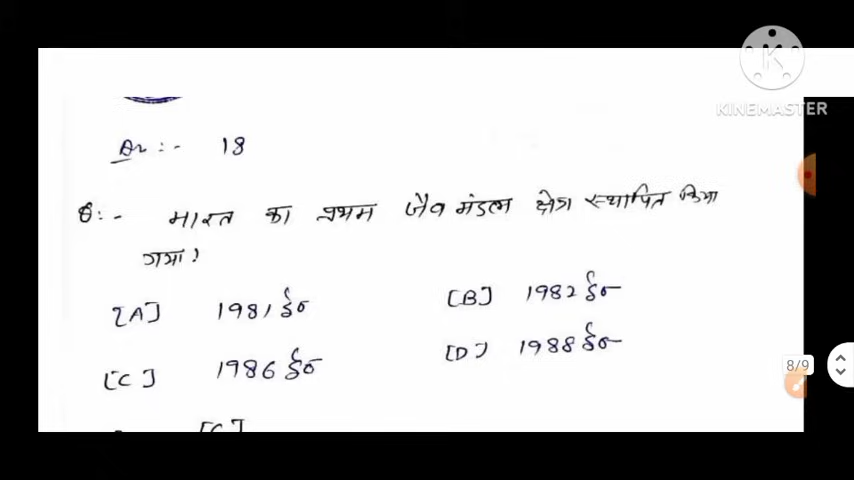 KINEMASTER
Ans :- 18
Q:- भारत का प्रथम जैव मंडल क्षेत्र स्थापित किया
गया?
[A] 1981 ई० [B] 1982 ई०
[C] 1986 ई० [D] 1988 ई०
8/9
[C]